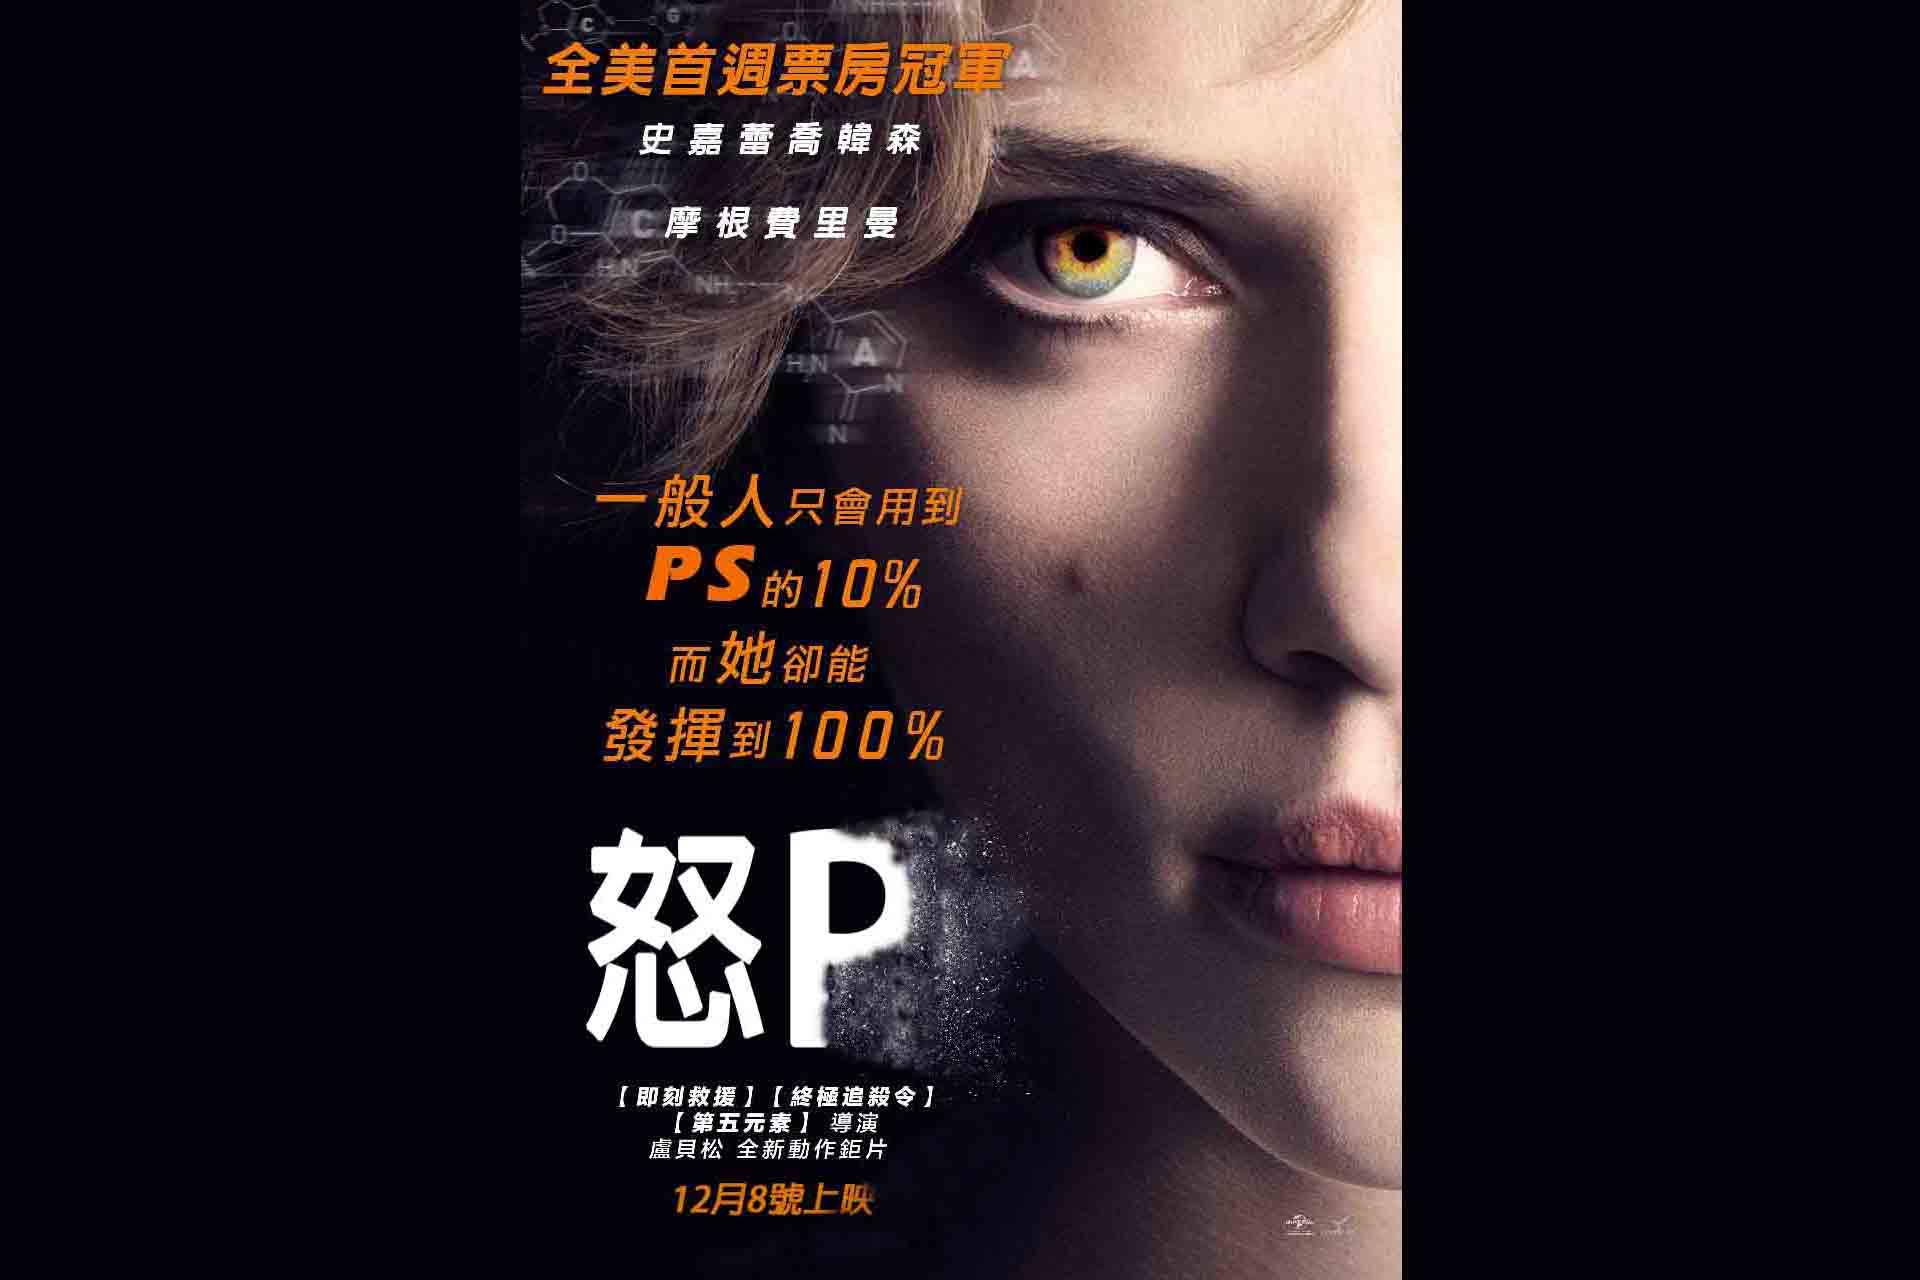 全美首週票房冠軍
史嘉蕾喬韓森
摩根費里曼
一般人只會用到
PS的10%
而她卻能
發揮到100%
怒P
【即刻救援】【終極追殺令】
【第五元素】 導演
盧貝松 全新動作鉅片
12月8號上映
C
G
A
O
C
O
HN
NH
N
H₂N
A
N
N